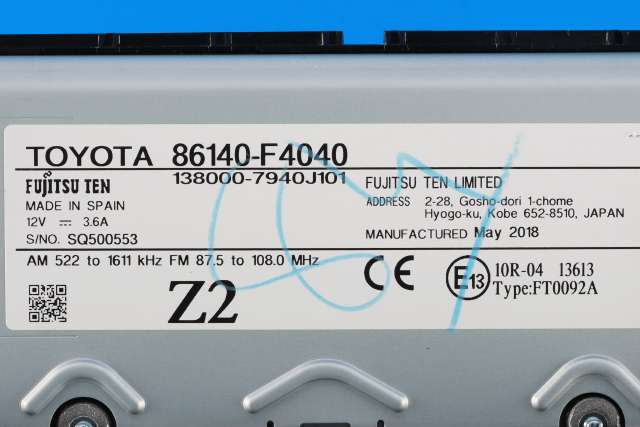 TOYOTA 86140-F4040
FUJITSU TEN 138000-7940J101
MADE IN SPAIN
12V ⎓ 3.6A
S/NO. SQ500553
FUJITSU TEN LIMITED
ADDRESS 2-28, Gosho-dori 1-chome
Hyogo-ku, Kobe 652-8510, JAPAN
MANUFACTURED May 2018
AM 522 to 1611 kHz FM 87.5 to 108.0 MHz
Z2
CE
E13
10R-04 13613
Type:FT0092A